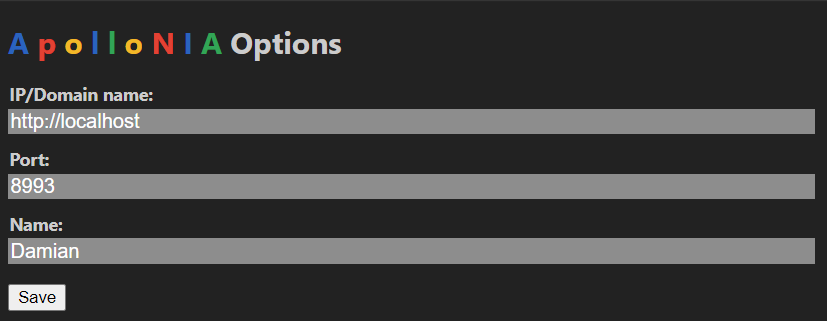 A p o l l o N I A Options
IP/Domain name:
http://localhost
Port:
8993
Name:
Damian
Save